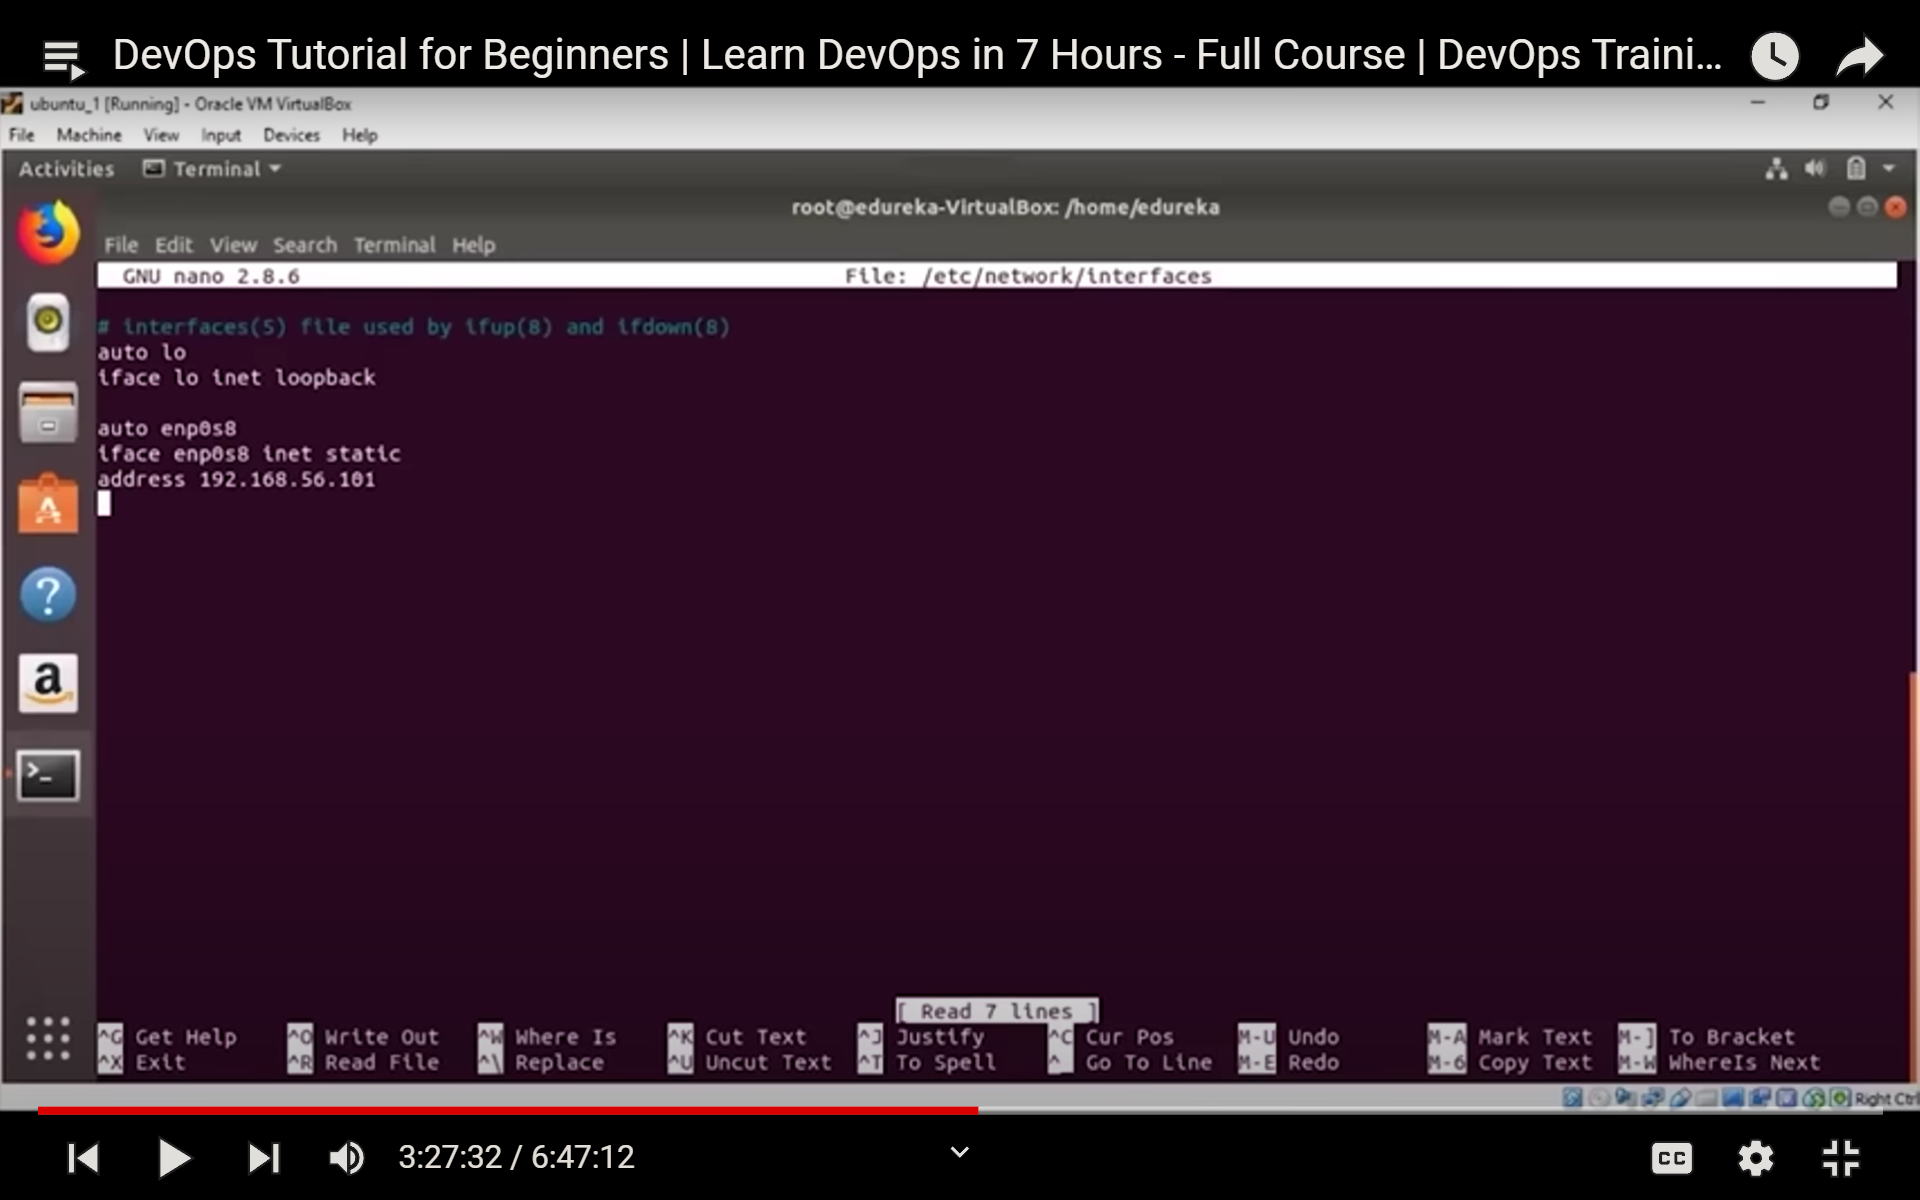 DevOps Tutorial for Beginners | Learn DevOps in 7 Hours - Full Course | DevOps Traini...
ubuntu_1 [Running] - Oracle VM VirtualBox
File Machine View Input Devices Help
Activities Terminal
root@edureka-VirtualBox: /home/edureka
File Edit View Search Terminal Help
GNU nano 2.8.6 File: /etc/network/interfaces
# interfaces(5) file used by ifup(8) and ifdown(8)
auto lo
iface lo inet loopback
auto enp0s8
iface enp0s8 inet static
address 192.168.56.101
[ Read 7 lines ]
^G Get Help ^O Write Out ^W Where Is ^K Cut Text ^J Justify ^C Cur Pos M-U Undo M-A Mark Text M-] To Bracket
^X Exit ^R Read File ^\ Replace ^U Uncut Text ^T To Spell ^_ Go To Line M-E Redo M-6 Copy Text M-W WhereIs Next
Right Ctrl
3:27:32 / 6:47:12
CC